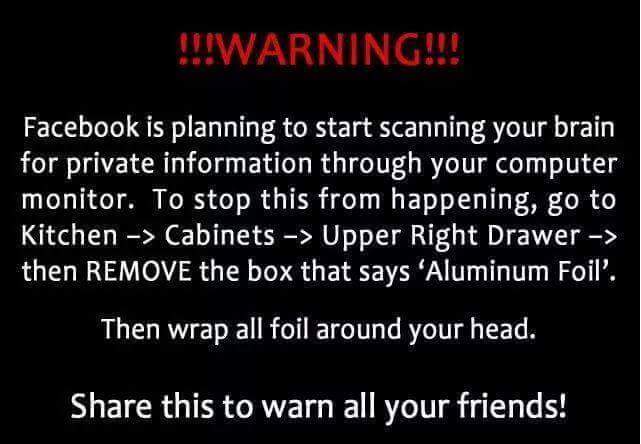 !!!WARNING!!!
Facebook is planning to start scanning your brain
for private information through your computer
monitor. To stop this from happening, go to
Kitchen –> Cabinets –> Upper Right Drawer –>
then REMOVE the box that says ‘Aluminum Foil’.
Then wrap all foil around your head.
Share this to warn all your friends!